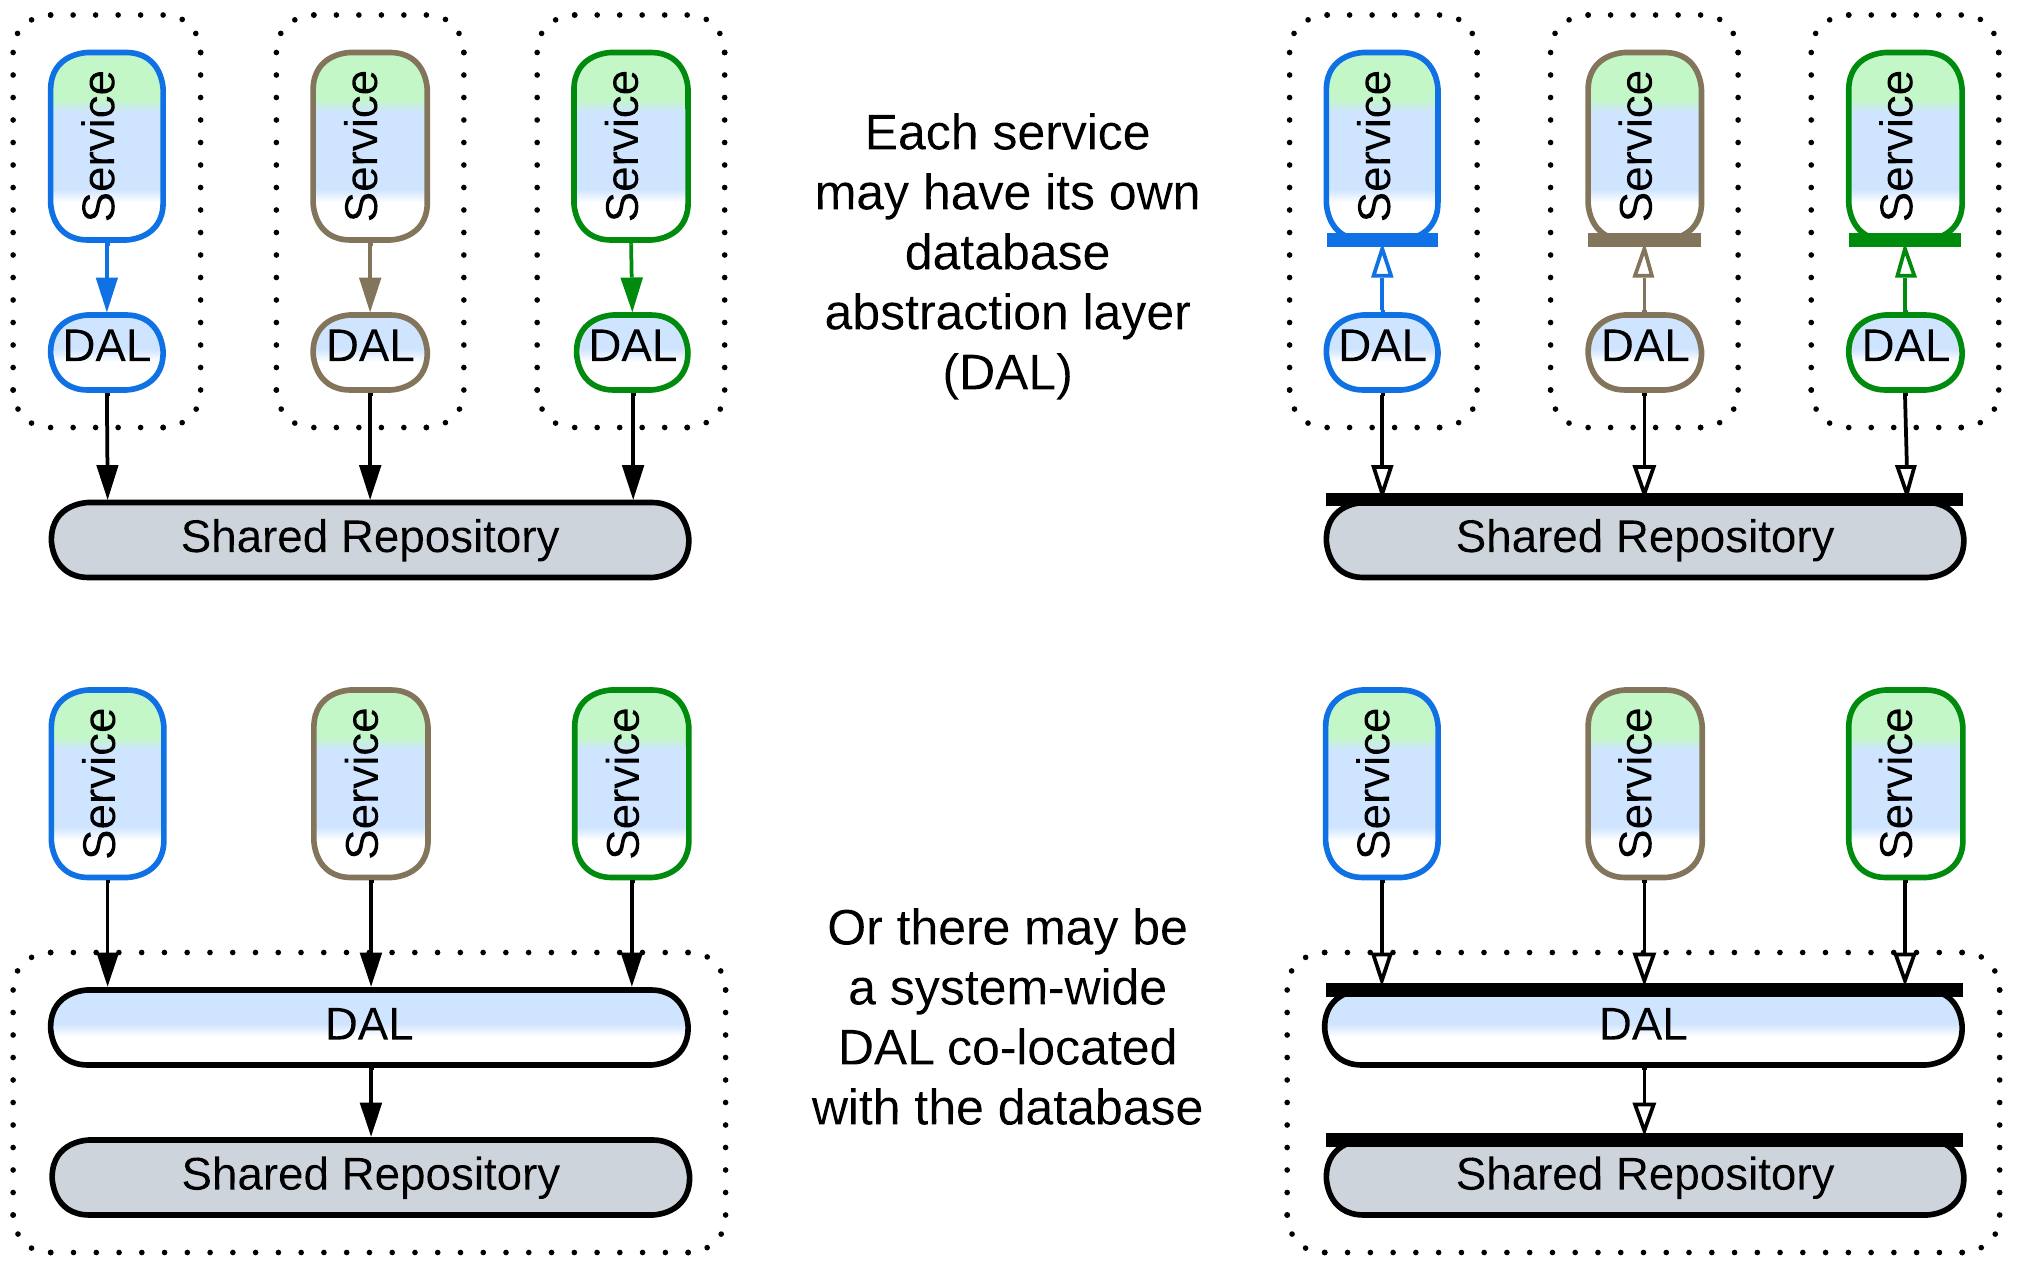 Service
Service
Service
DAL
DAL
DAL
Shared Repository
Each service
may have its own
database
abstraction layer
(DAL)
Service
Service
Service
DAL
DAL
DAL
Shared Repository
Service
Service
Service
DAL
Shared Repository
Or there may be
a system-wide
DAL co-located
with the database
Service
Service
Service
DAL
Shared Repository